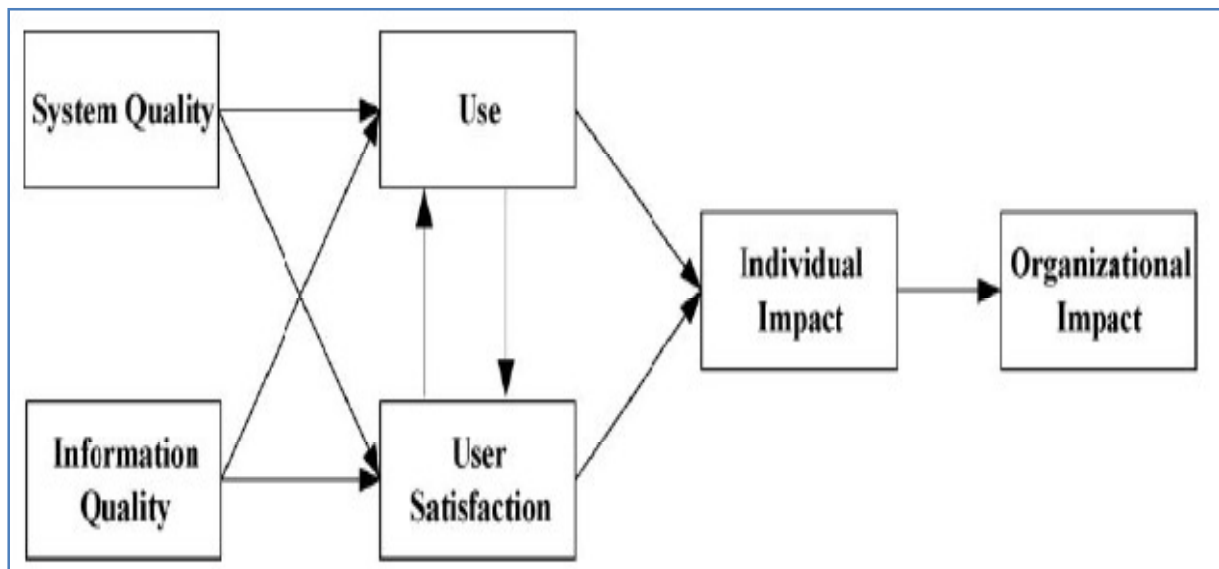 System Quality
Use
Individual
Impact
Organizational
Impact
Information
Quality
User
Satisfaction